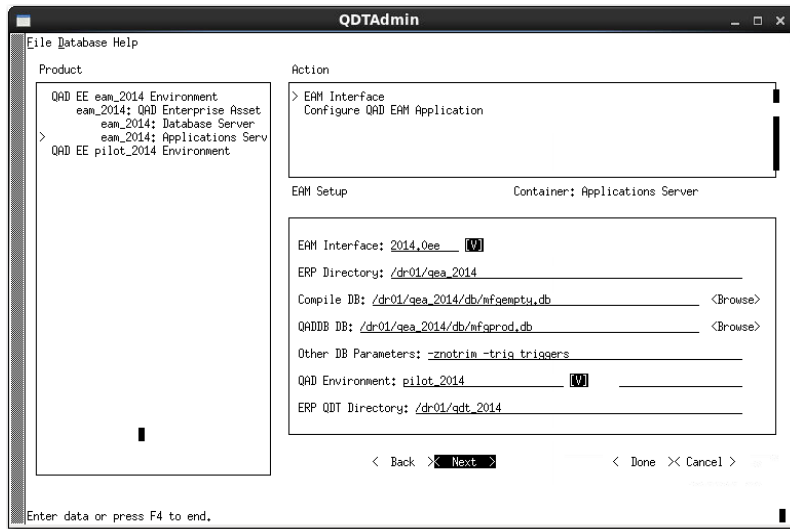 QDTAdmin
File Database Help
Product
QAD EE eam_2014 Environment
eam_2014: QAD Enterprise Asset
eam_2014: Database Server
> eam_2014: Applications Serv
QAD EE pilot_2014 Environment
Action
> EAM Interface
Configure QAD EAM Application
EAM Setup Container: Applications Server
EAM Interface: 2014.0ee [V]
ERP Directory: /dr01/qea_2014
Compile DB: /dr01/qea_2014/db/mfgempty.db <Browse>
QADDB DB: /dr01/qea_2014/db/mfgprod.db <Browse>
Other DB Parameters: -znotrim -trig triggers
QAD Environment: pilot_2014 [V]
ERP QDT Directory: /dr01/qdt_2014
< Back >< Next > < Done >< Cancel >
Enter data or press F4 to end.